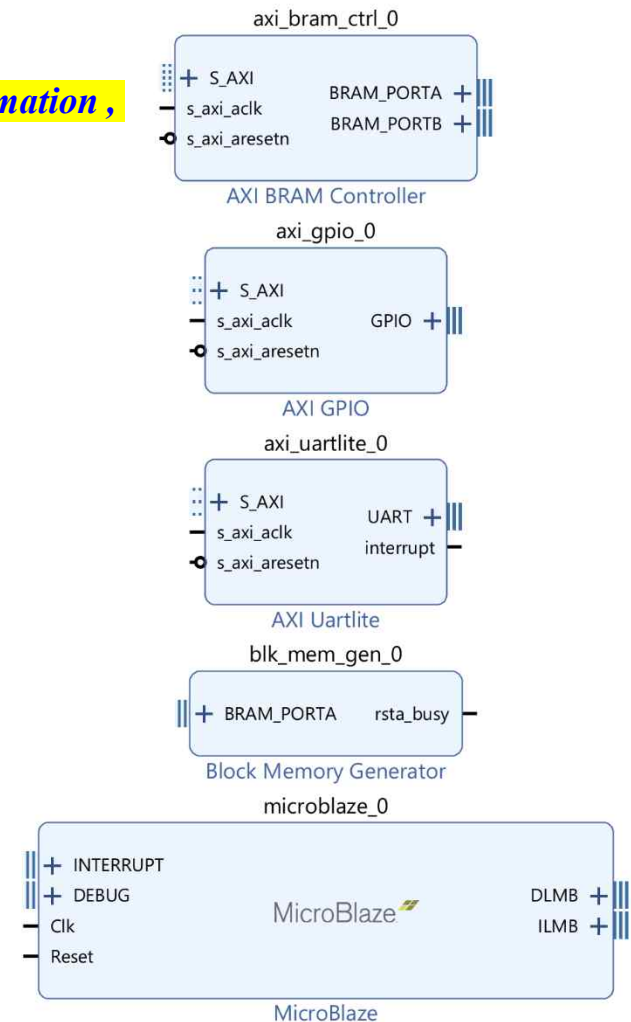 axi_bram_ctrl_0
S_AXI
s_axi_aclk
s_axi_aresetn
BRAM_PORTA
BRAM_PORTB
AXI BRAM Controller
axi_gpio_0
S_AXI
s_axi_aclk
s_axi_aresetn
GPIO
AXI GPIO
axi_uartlite_0
S_AXI
s_axi_aclk
s_axi_aresetn
UART
interrupt
AXI Uartlite
blk_mem_gen_0
BRAM_PORTA
rsta_busy
Block Memory Generator
microblaze_0
INTERRUPT
DEBUG
Clk
Reset
MicroBlaze
DLMB
ILMB
MicroBlaze